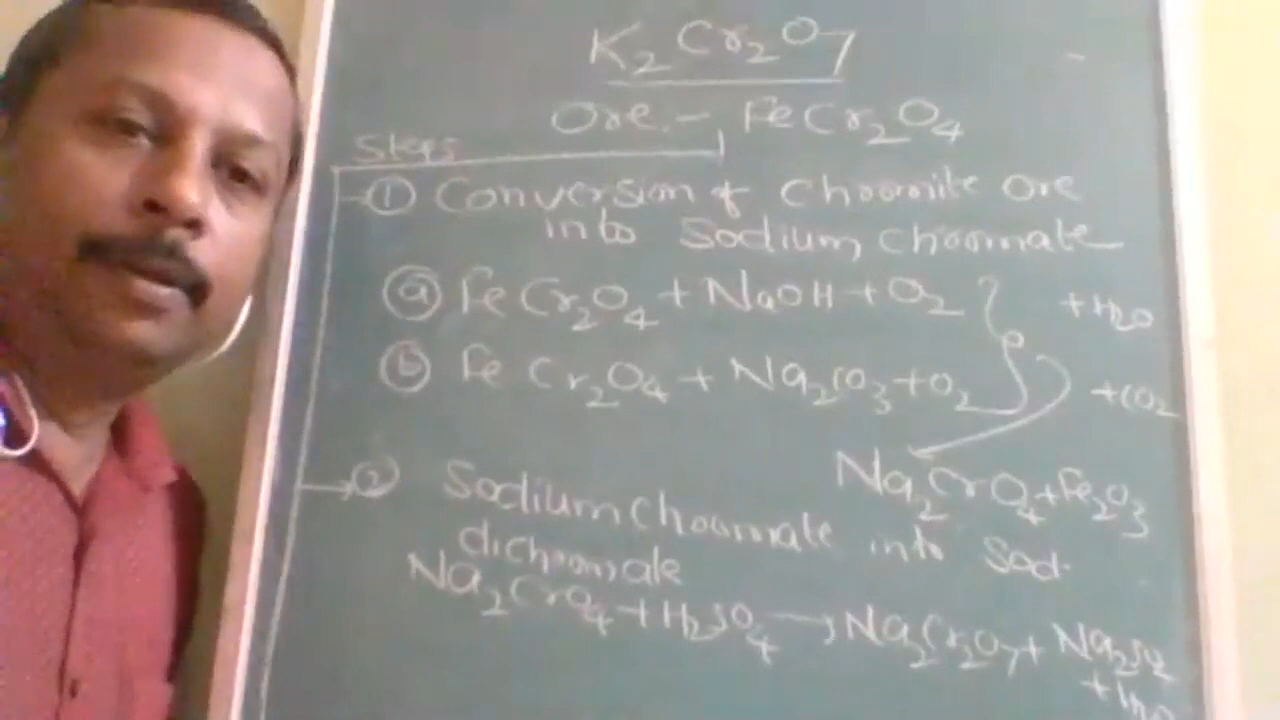 K2Cr2O7
Ore - FeCr2O4
Steps
① Conversion of Chromite Ore
into Sodium chromate
ⓐ FeCr2O4 + NaOH + O2 + H2O
ⓑ FeCr2O4 + Na2CO3 + O2 + CO2
Na2CrO4 + Fe2O3
② Sodium Chromate into Sod.
dichromate
Na2CrO4 + H2SO4 → Na2Cr2O7 +
+ H2O